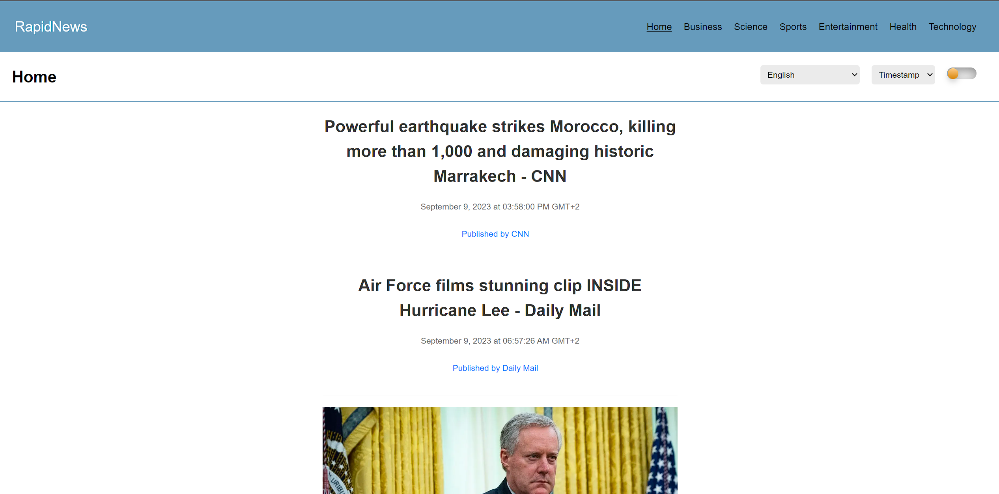 RapidNews
Home Business Science Sports Entertainment Health Technology
Home
English
Timestamp
Powerful earthquake strikes Morocco, killing
more than 1,000 and damaging historic
Marrakech - CNN
September 9, 2023 at 03:58:00 PM GMT+2
Published by CNN
Air Force films stunning clip INSIDE
Hurricane Lee - Daily Mail
September 9, 2023 at 06:57:26 AM GMT+2
Published by Daily Mail